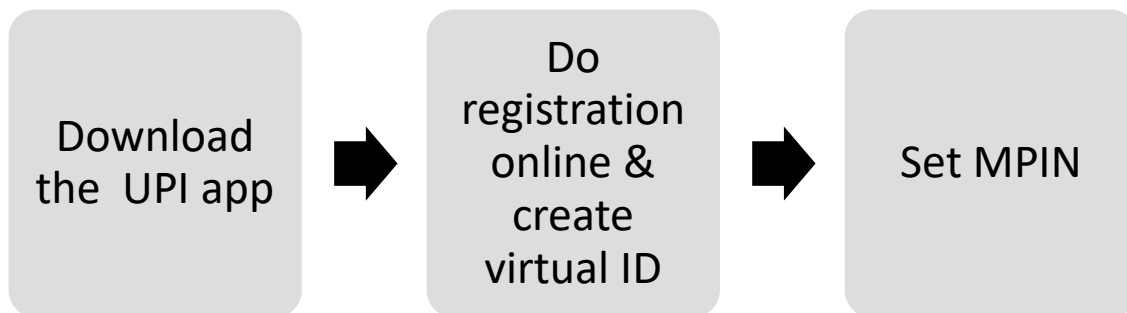 Download
the  UPI app
Do
registration
online &
create
virtual ID
Set MPIN